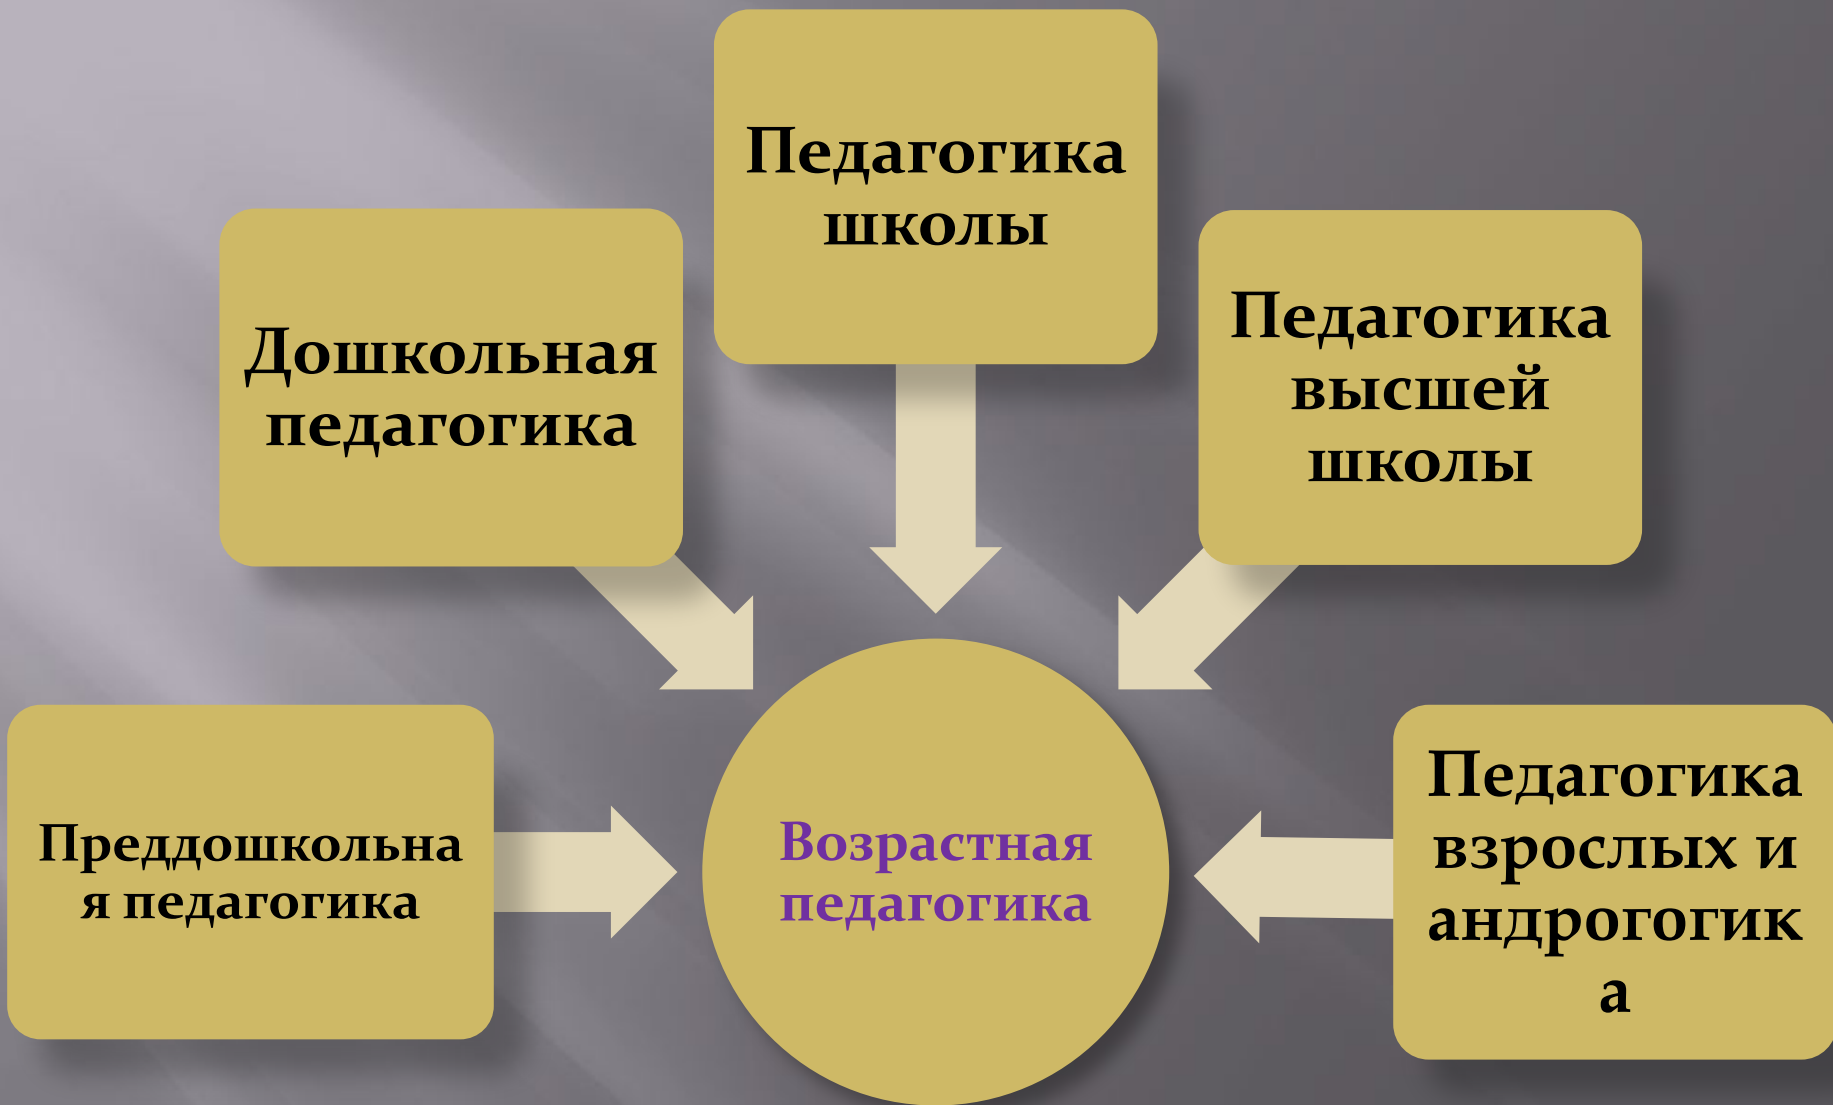 Педагогика
школы
Дошкольная
педагогика
Педагогика
высшей
школы
Преддошкольна
я педагогика
Возрастная
педагогика
Педагогика
взрослых и
андрогогик
а